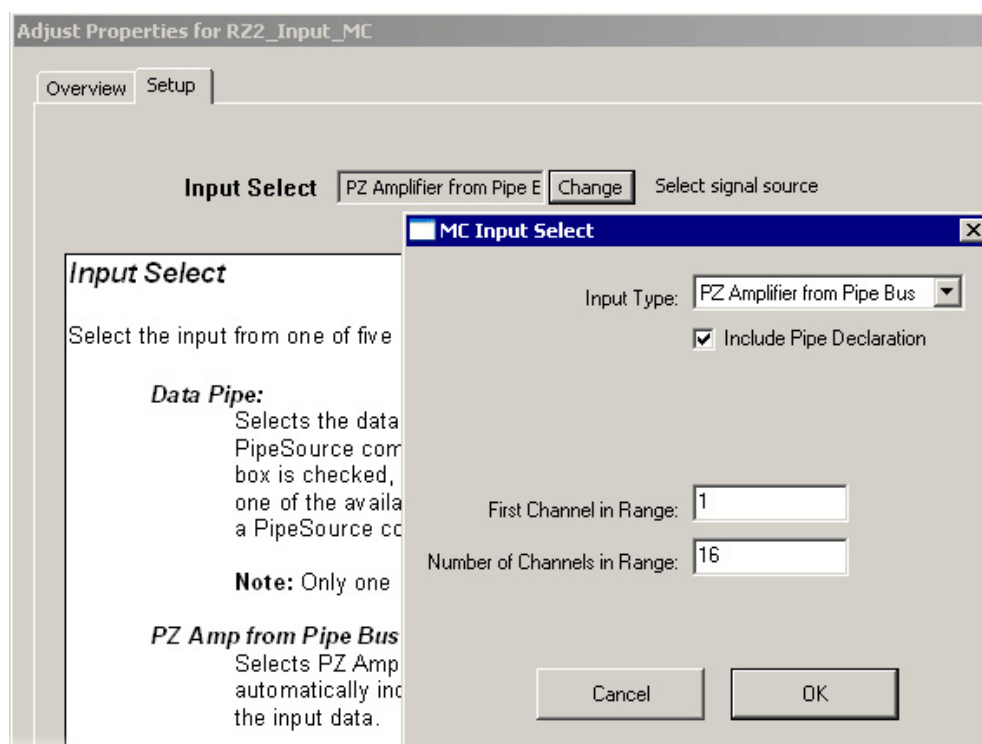 Adjust Properties for RZ2_Input_MC
Overview
Setup
Input Select
PZ Amplifier from Pipe
Change
Select signal source
MC Input Select
Input Type:
PZ Amplifier from Pipe Bus
Include Pipe Declaration
First Channel in Range:
1
Number of Channels in Range:
16
Cancel
OK
Input Select
Select the input from one of five
Data Pipe:
Selects the data
PipeSource
box is checked,
one of the
a PipeSource
Note: Only one
PZ Amp from Pipe Bus
Selects PZ Amp
automatically
the input data.